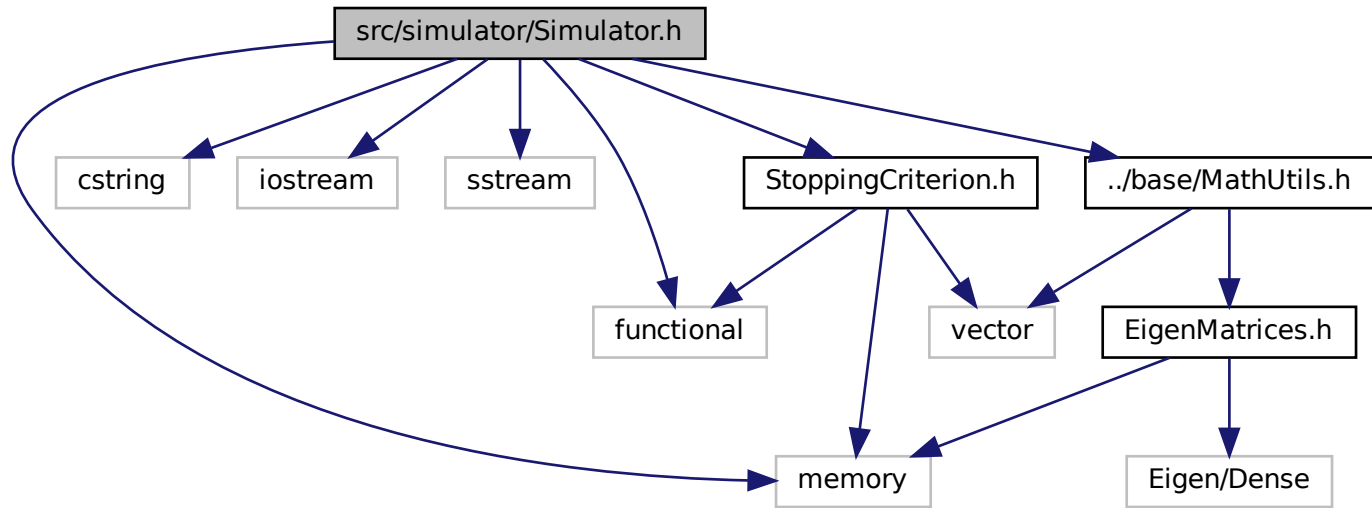 src/simulator/Simulator.h
cstring
iostream
sstream
StoppingCriterion.h
../base/MathUtils.h
functional
vector
EigenMatrices.h
memory
Eigen/Dense